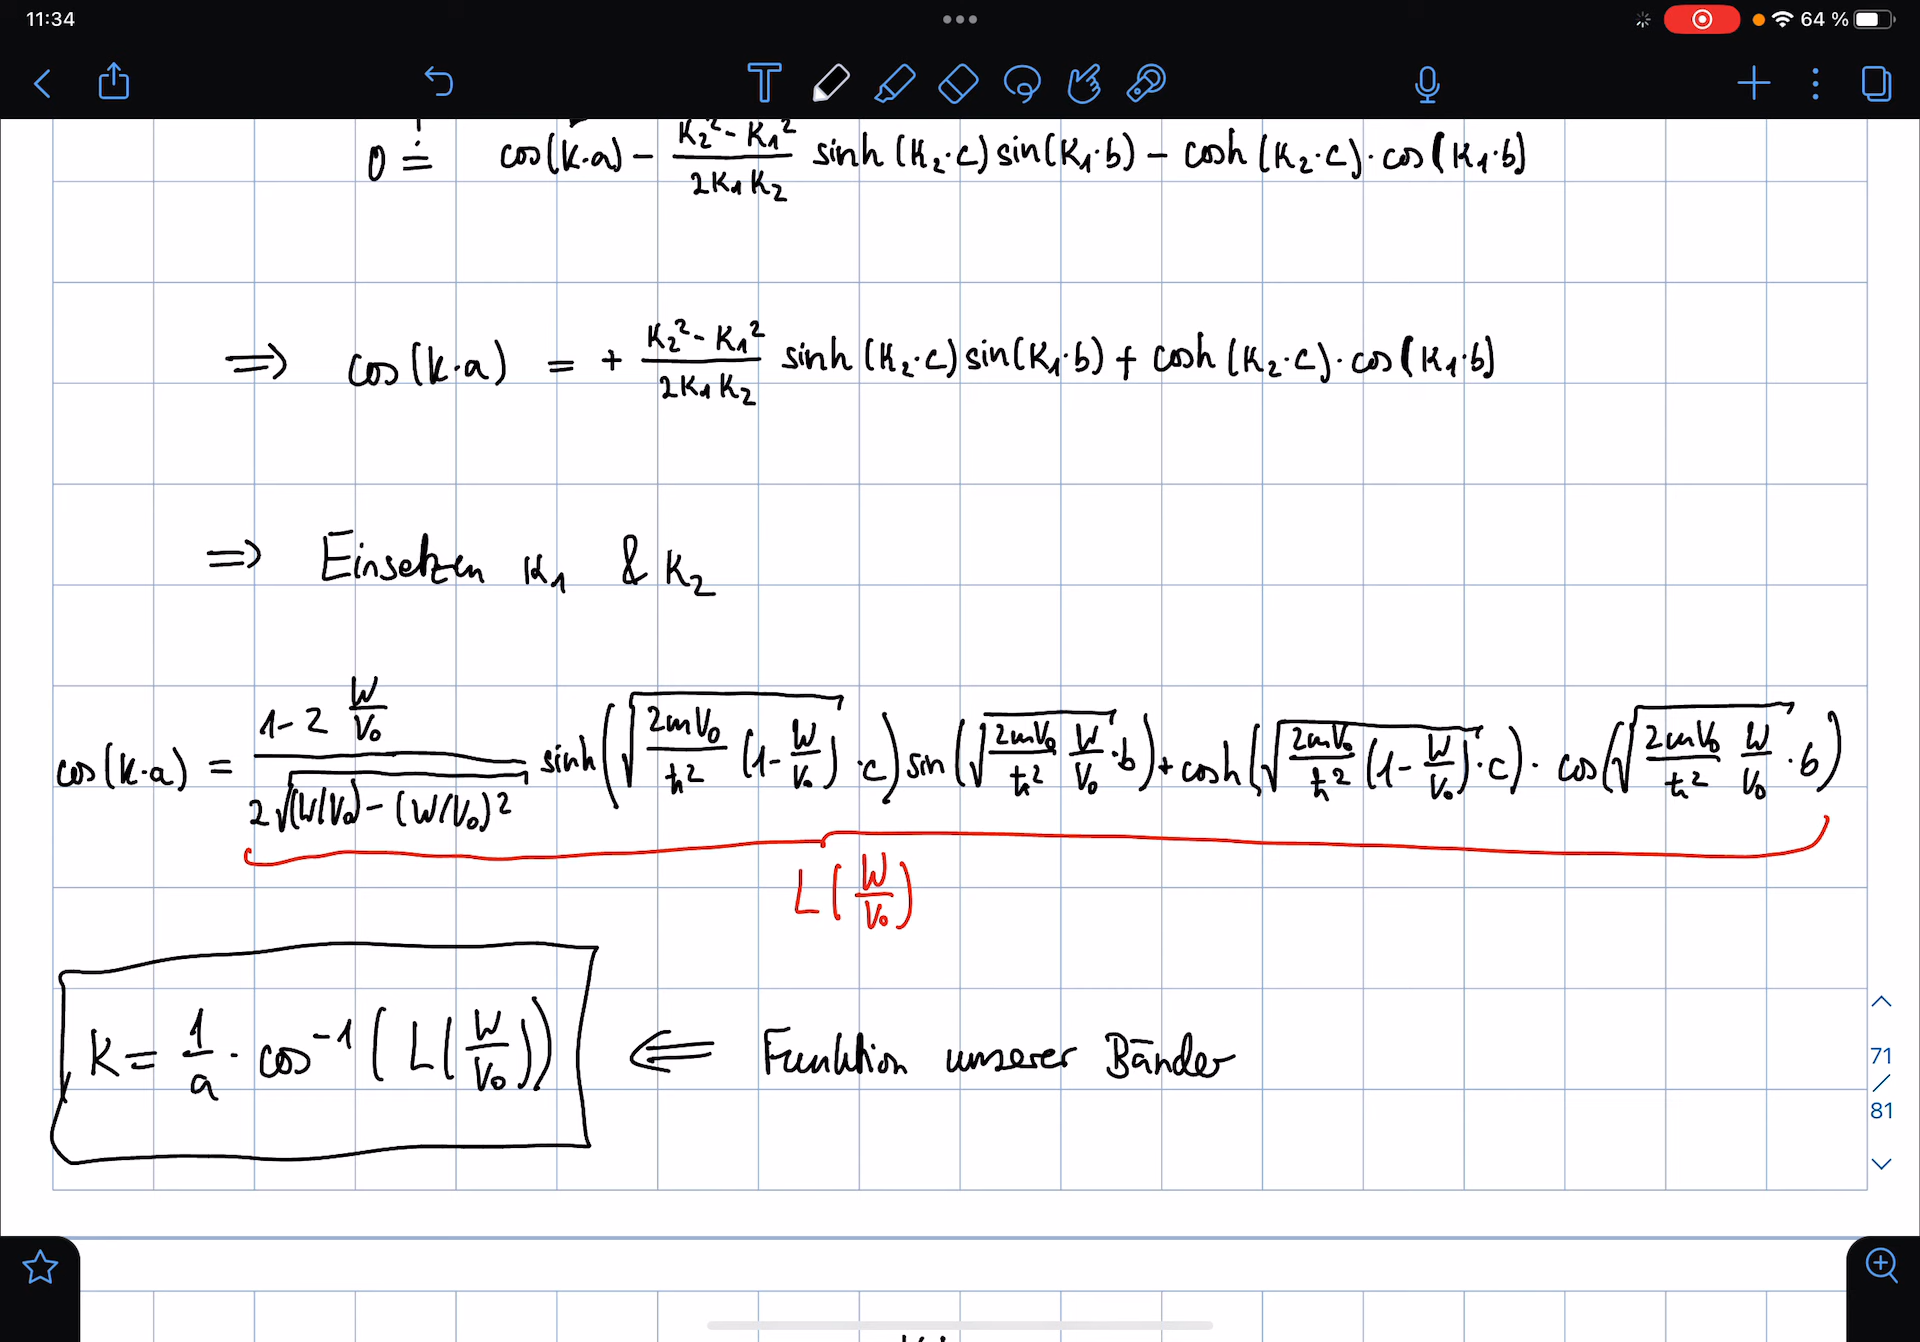 11:34
64 %
0 =! cos(k·a) − (K₂² − K₁²)/(2K₁K₂) sinh(K₂·c) sin(K₁·b) − cosh(K₂·c)·cos(K₁·b)
⇒ cos(k·a) = + (K₂² − K₁²)/(2K₁K₂) sinh(K₂·c) sin(K₁·b) + cosh(K₂·c)·cos(K₁·b)
⇒ Einsetzen K₁ & K₂
cos(k·a) = (1 − 2 W/V₀)/(2√((W/V₀) − (W/V₀)²)) sinh(√(2mV₀/ħ² (1 − W/V₀))·c) sin(√(2mV₀/ħ² W/V₀)·b) + cosh(√(2mV₀/ħ² (1 − W/V₀))·c) · cos(√(2mV₀/ħ² W/V₀)·b)
L(W/V₀)
K = 1/a · cos⁻¹(L(W/V₀)) ⇐ Funktion unserer Bänder
71
/
81